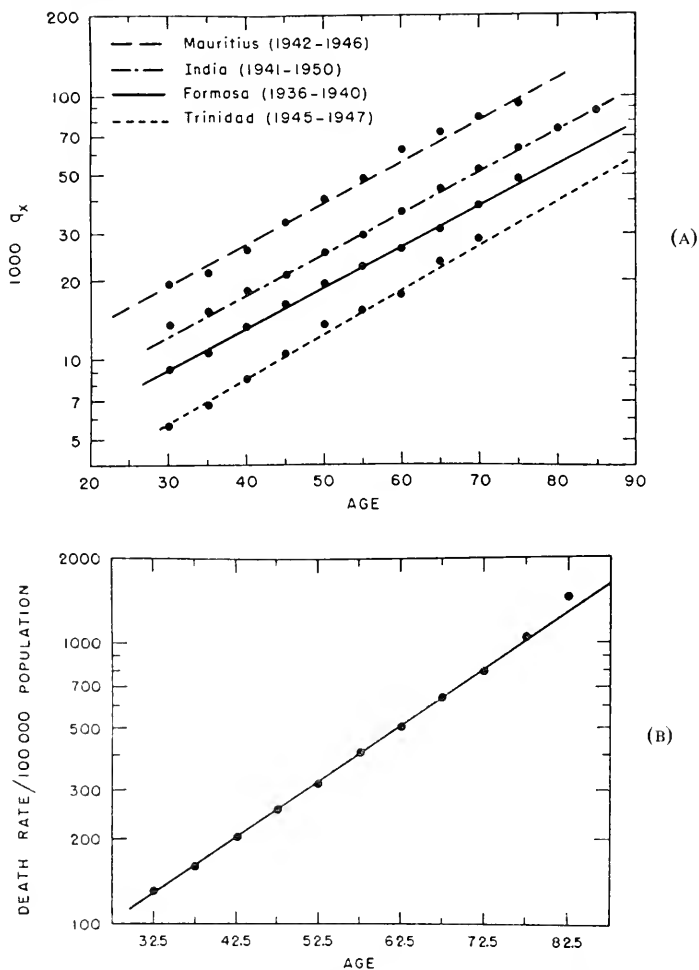 200
100
70
50
30
20
10
7
5
1000 qx
Mauritius (1942-1946)
India (1941-1950)
Formosa (1936-1940)
Trinidad (1945-1947)
20 30 40 50 60 70 80 90
AGE
(A)
2000
1000
700
500
300
200
100
DEATH RATE/100 000 POPULATION
32.5 42.5 52.5 62.5 72.5 82.5
AGE
(B)